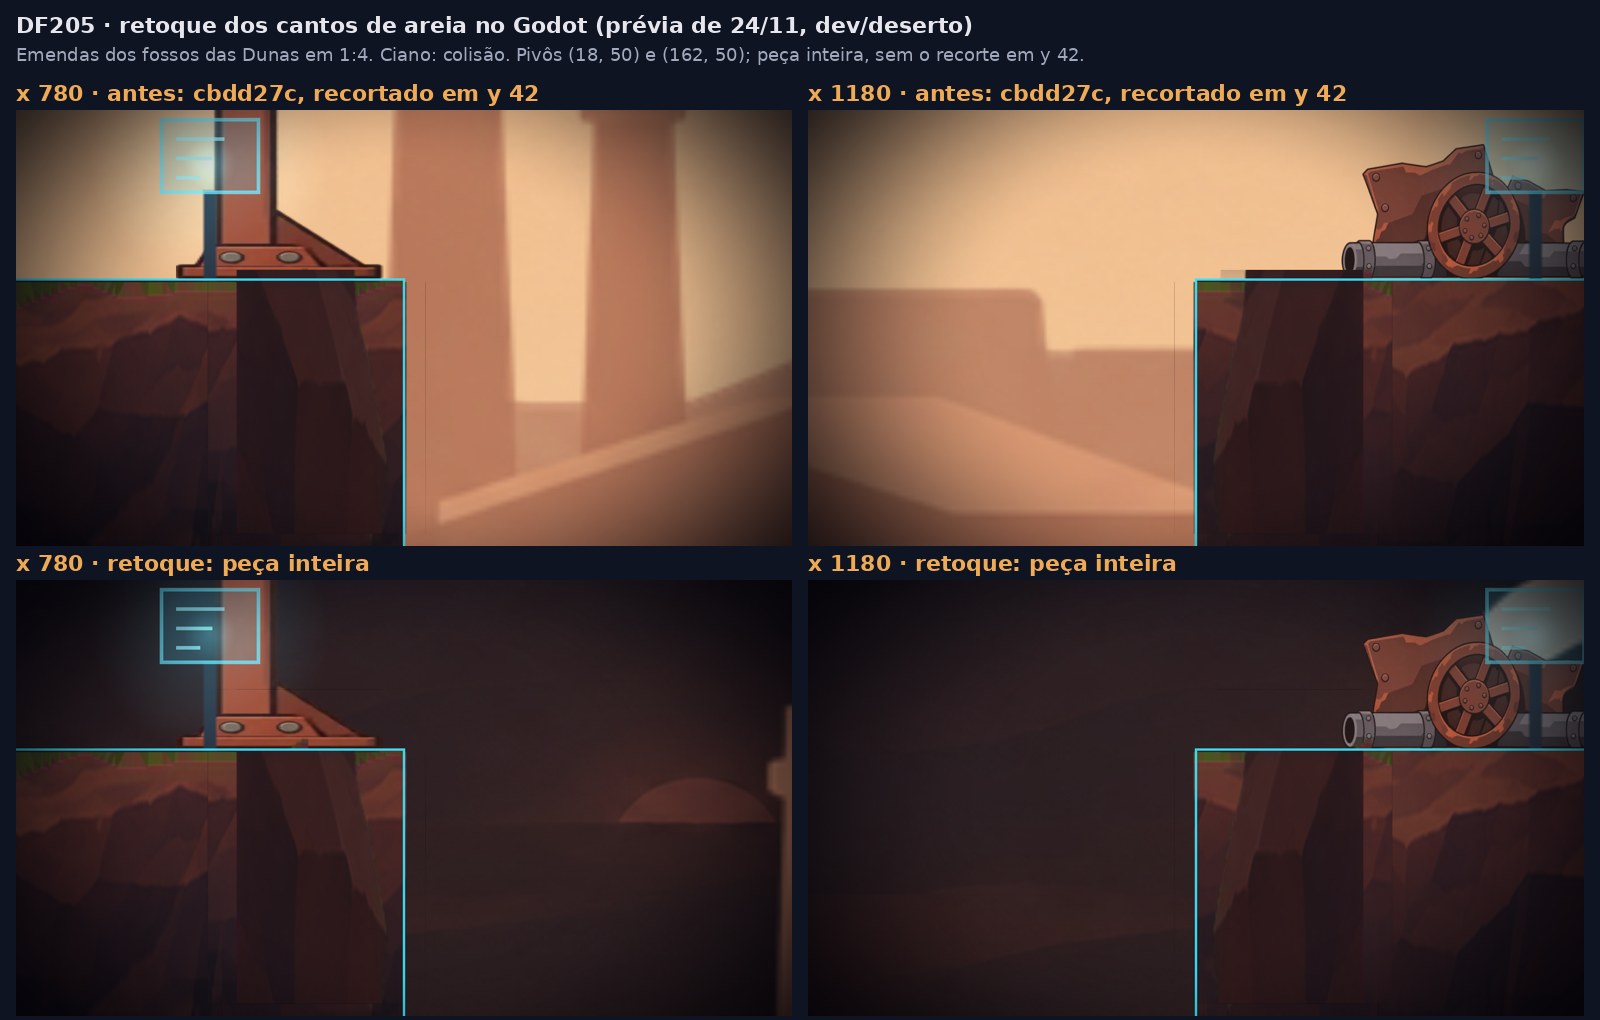 DF205 · retoque dos cantos de areia no Godot (prévia de 24/11, dev/deserto)
Emendas dos fossos das Dunas em 1:4. Ciano: colisão. Pivôs (18, 50) e (162, 50); peça inteira, sem o recorte em y 42.
x 780 · antes: cbdd27c, recortado em y 42
x 1180 · antes: cbdd27c, recortado em y 42
x 780 · retoque: peça inteira
x 1180 · retoque: peça inteira